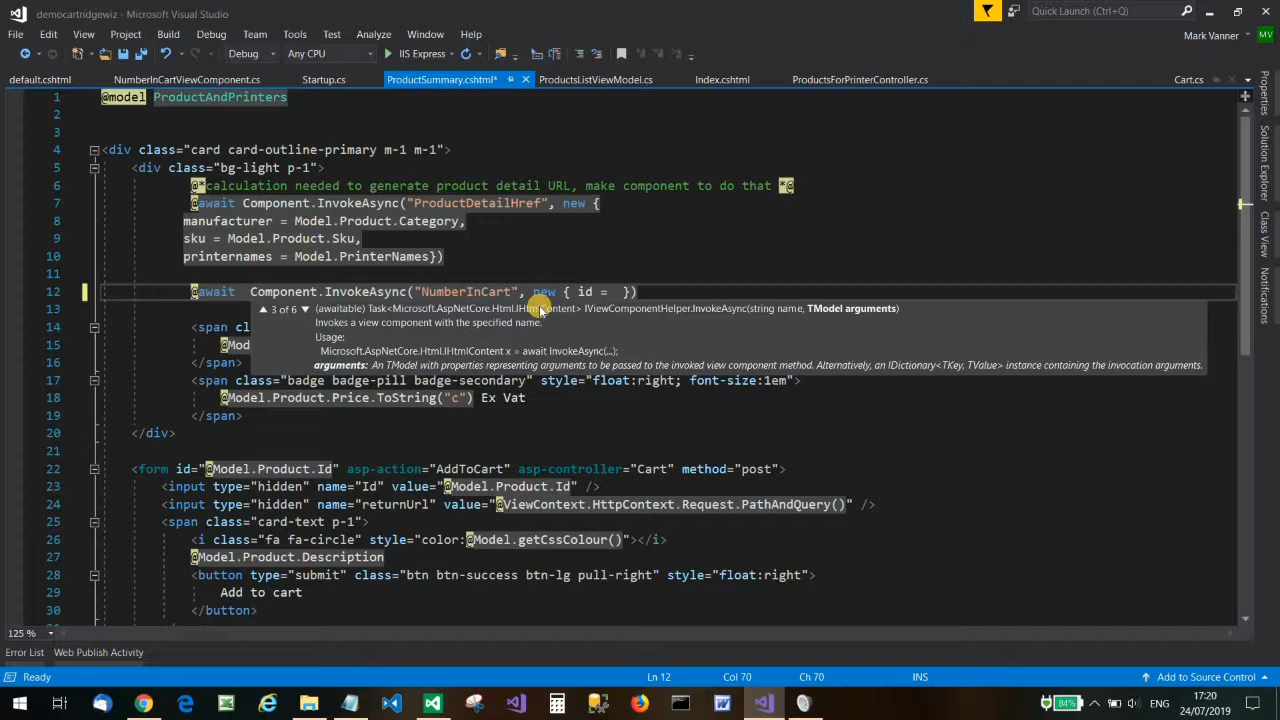 democartridgewiz - Microsoft Visual Studio
Quick Launch (Ctrl+Q)
File Edit View Project Build Debug Team Tools Test Analyze Window Help
Mark Vanner MV
Debug Any CPU IIS Express
default.cshtml NumberInCartViewComponent.cs Startup.cs ProductSummary.cshtml* ProductsListViewModel.cs Index.cshtml ProductsForPrinterController.cs Cart.cs
1 @model ProductAndPrinters
2
3
4 <div class="card card-outline-primary m-1 m-1">
5 <div class="bg-light p-1">
6 @*calculation needed to generate product detail URL, make component to do that *@
7 @await Component.InvokeAsync("ProductDetailHref", new {
8 manufacturer = Model.Product.Category,
9 sku = Model.Product.Sku,
10 printernames = Model.PrinterNames})
11
12 @await Component.InvokeAsync("NumberInCart", new { id = })
13 3 of 6 (awaitable) Task<Microsoft.AspNetCore.Html.IHtmlContent> IViewComponentHelper.InvokeAsync(string name, TModel arguments)
Invokes a view component with the specified name.
14 <span cl
Usage:
15 @Mod
Microsoft.AspNetCore.Html.IHtmlContent x = await InvokeAsync(...);
16 </span>
arguments: An TModel with properties representing arguments to be passed to the invoked view component method. Alternatively, an IDictionary<TKey, TValue> instance containing the invocation arguments.
17 <span class="badge badge-pill badge-secondary" style="float:right; font-size:1em">
18 @Model.Product.Price.ToString("c") Ex Vat
19 </span>
20 </div>
21
22 <form id="@Model.Product.Id" asp-action="AddToCart" asp-controller="Cart" method="post">
23 <input type="hidden" name="Id" value="@Model.Product.Id" />
24 <input type="hidden" name="returnUrl" value="@ViewContext.HttpContext.Request.PathAndQuery()" />
25 <span class="card-text p-1">
26 <i class="fa fa-circle" style="color:@Model.getCssColour()"></i>
27 @Model.Product.Description
28 <button type="submit" class="btn btn-success btn-lg pull-right" style="float:right">
29 Add to cart
30 </button>
Properties
Solution Explorer
Class View
Toolbox
125 %
Error List Web Publish Activity
Ready Ln 12 Col 70 Ch 70 INS Add to Source Control
84% ENG
17:20
24/07/2019